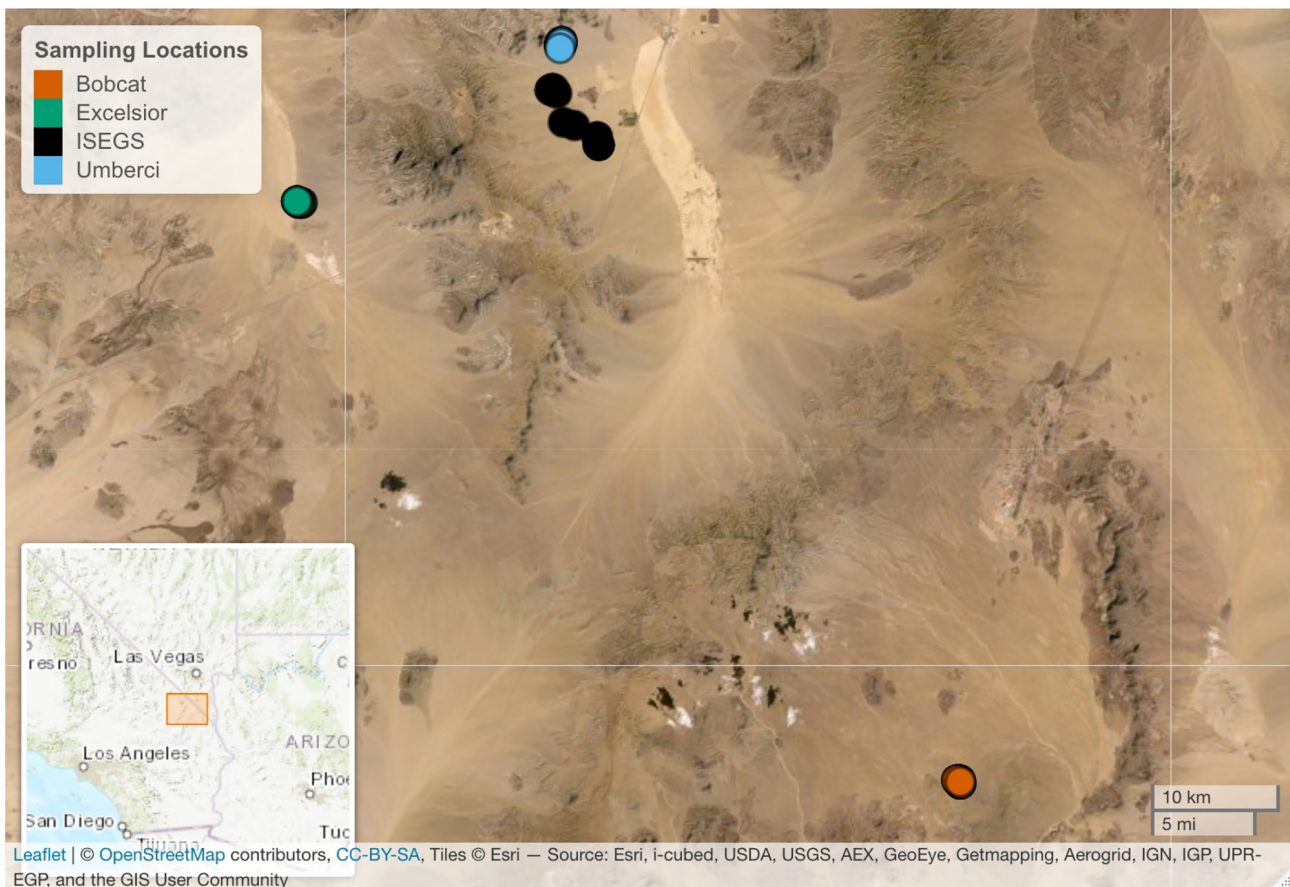 Sampling Locations
Bobcat
Excelsior
ISEGS
Umberci
ORNIA
resno
Las Vegas
Los Angeles
ARIZO
Phoe
San Diego
Tijuana
Tuc
10 km
5 mi
Leaflet | © OpenStreetMap contributors, CC-BY-SA, Tiles © Esri — Source: Esri, i-cubed, USDA, USGS, AEX, GeoEye, Getmapping, Aerogrid, IGN, IGP, UPR-
EGP, and the GIS User Community